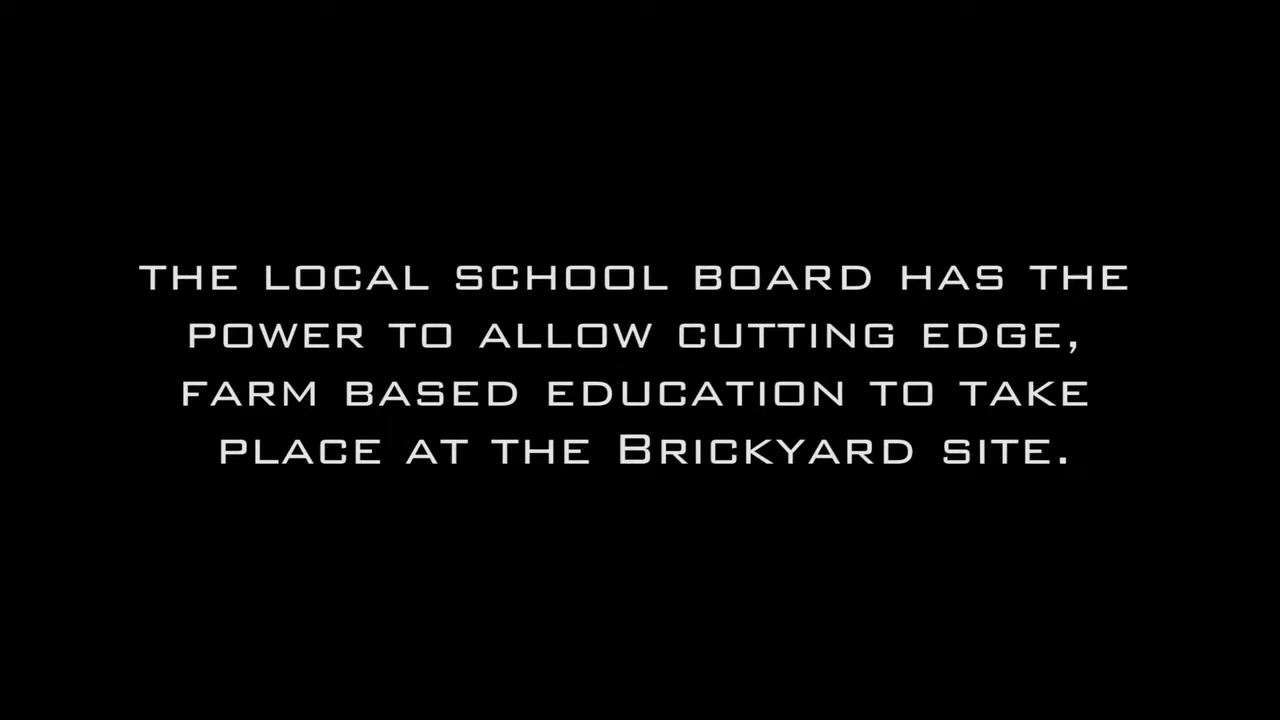 THE LOCAL SCHOOL BOARD HAS THE
POWER TO ALLOW CUTTING EDGE,
FARM BASED EDUCATION TO TAKE
PLACE AT THE BRICKYARD SITE.